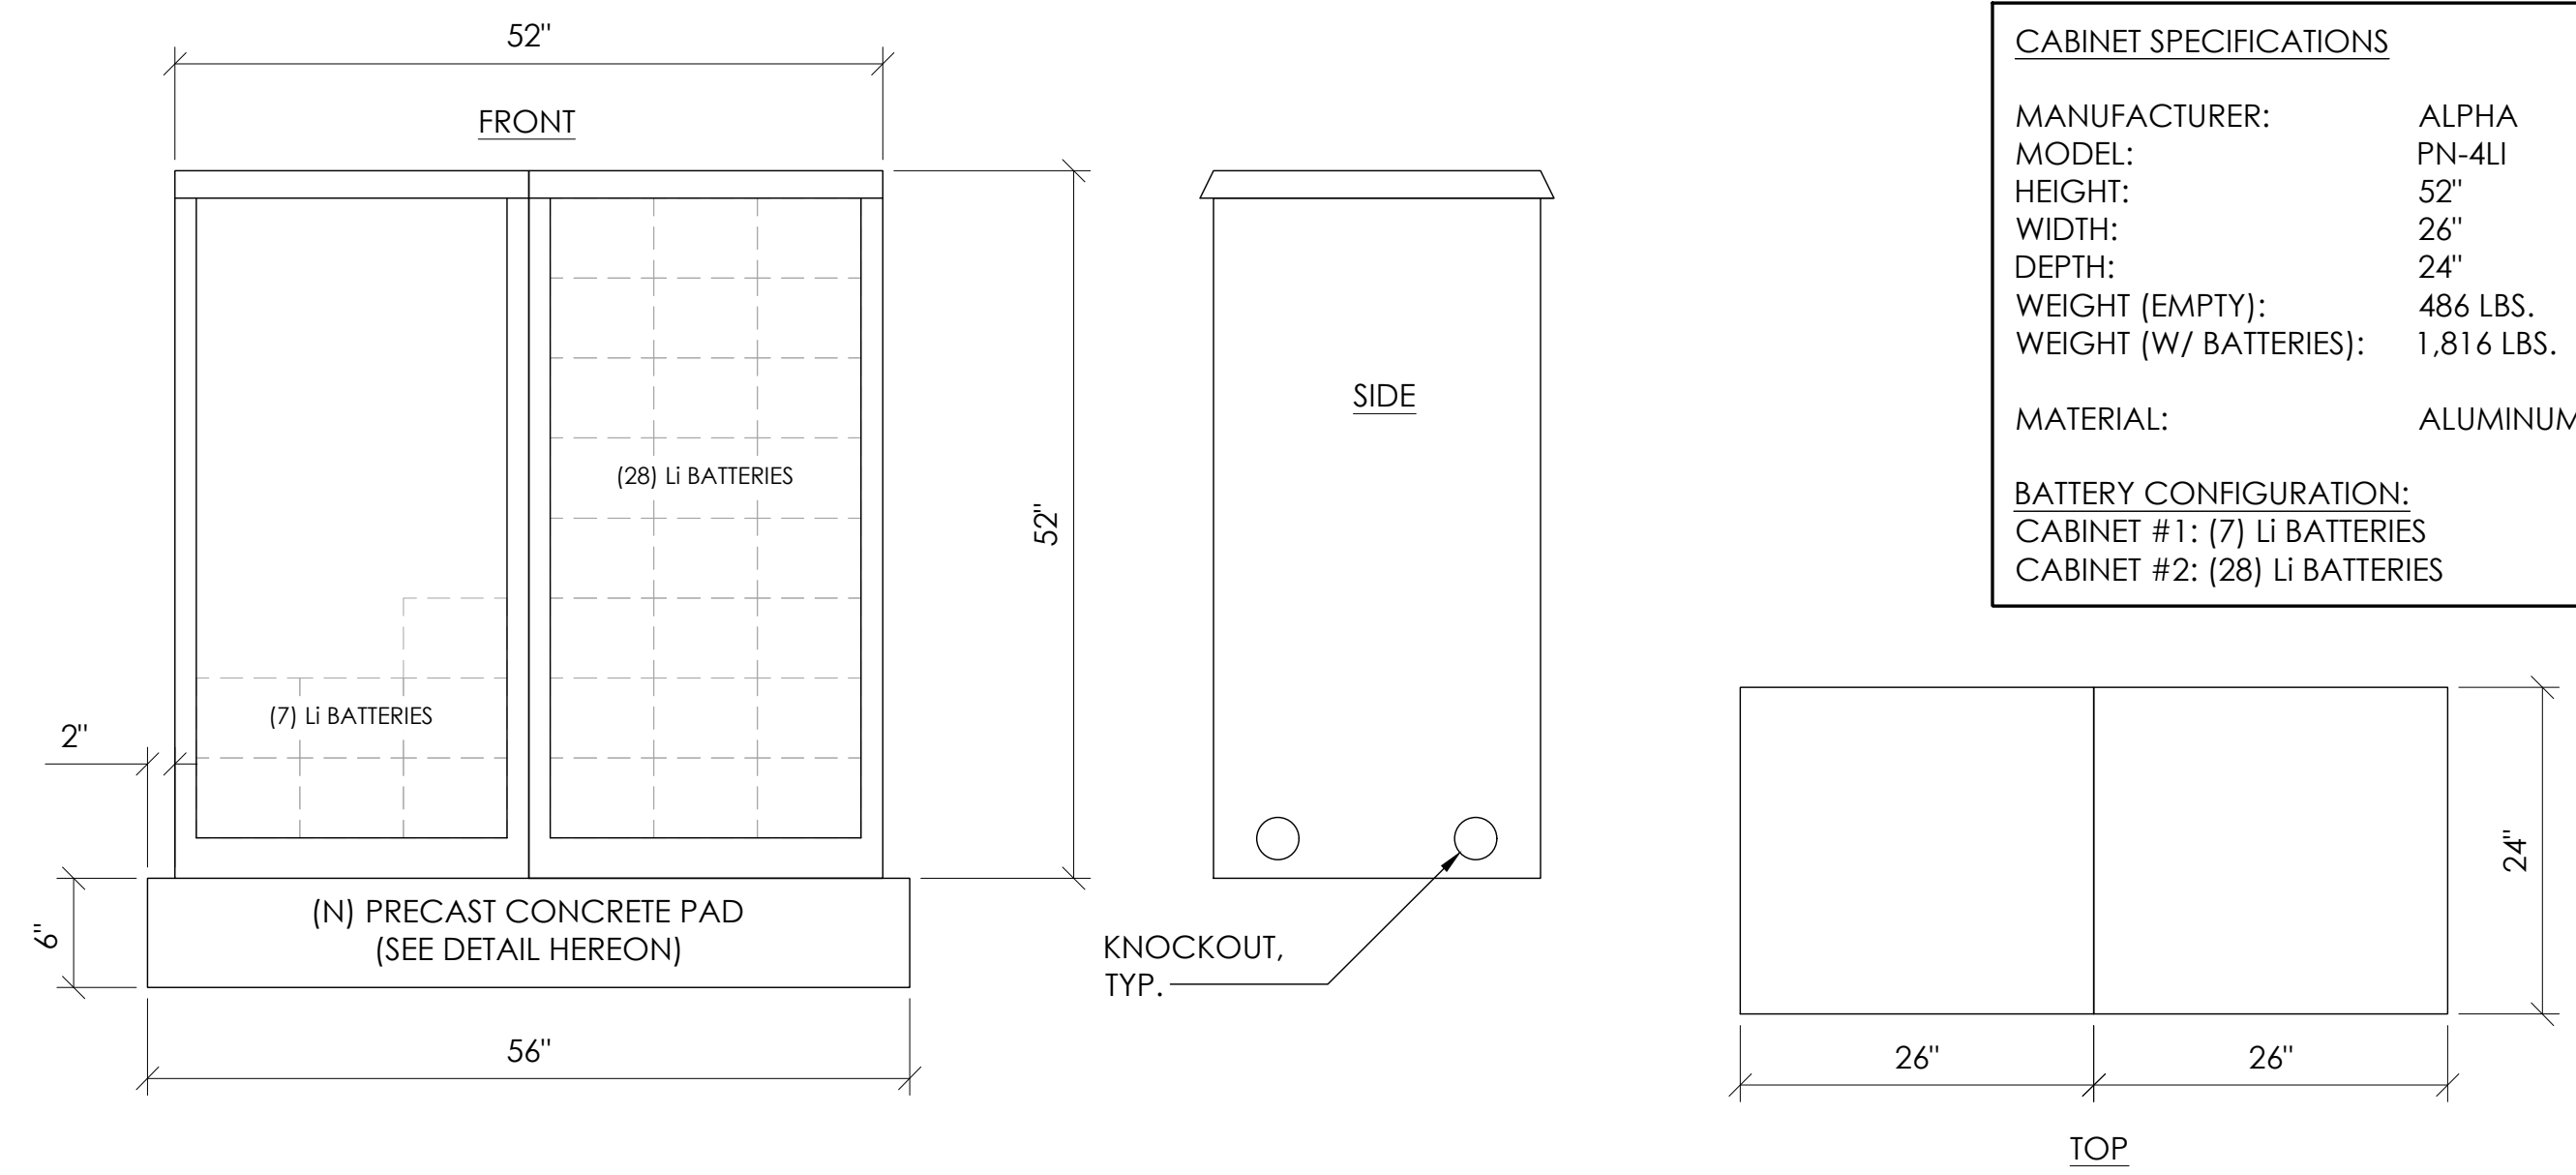 52"
FRONT
(28) Li BATTERIES
(7) Li BATTERIES
2"
52"
(N) PRECAST CONCRETE PAD
(SEE DETAIL HEREON)
6"
56"
SIDE
KNOCKOUT,
TYP.
CABINET SPECIFICATIONS
MANUFACTURER: ALPHA
MODEL: PN-4LI
HEIGHT: 52"
WIDTH: 26"
DEPTH: 24"
WEIGHT (EMPTY): 486 LBS.
WEIGHT (W/ BATTERIES): 1,816 LBS.
MATERIAL: ALUMINUM
BATTERY CONFIGURATION:
CABINET #1: (7) Li BATTERIES
CABINET #2: (28) Li BATTERIES
24"
26" 26"
TOP